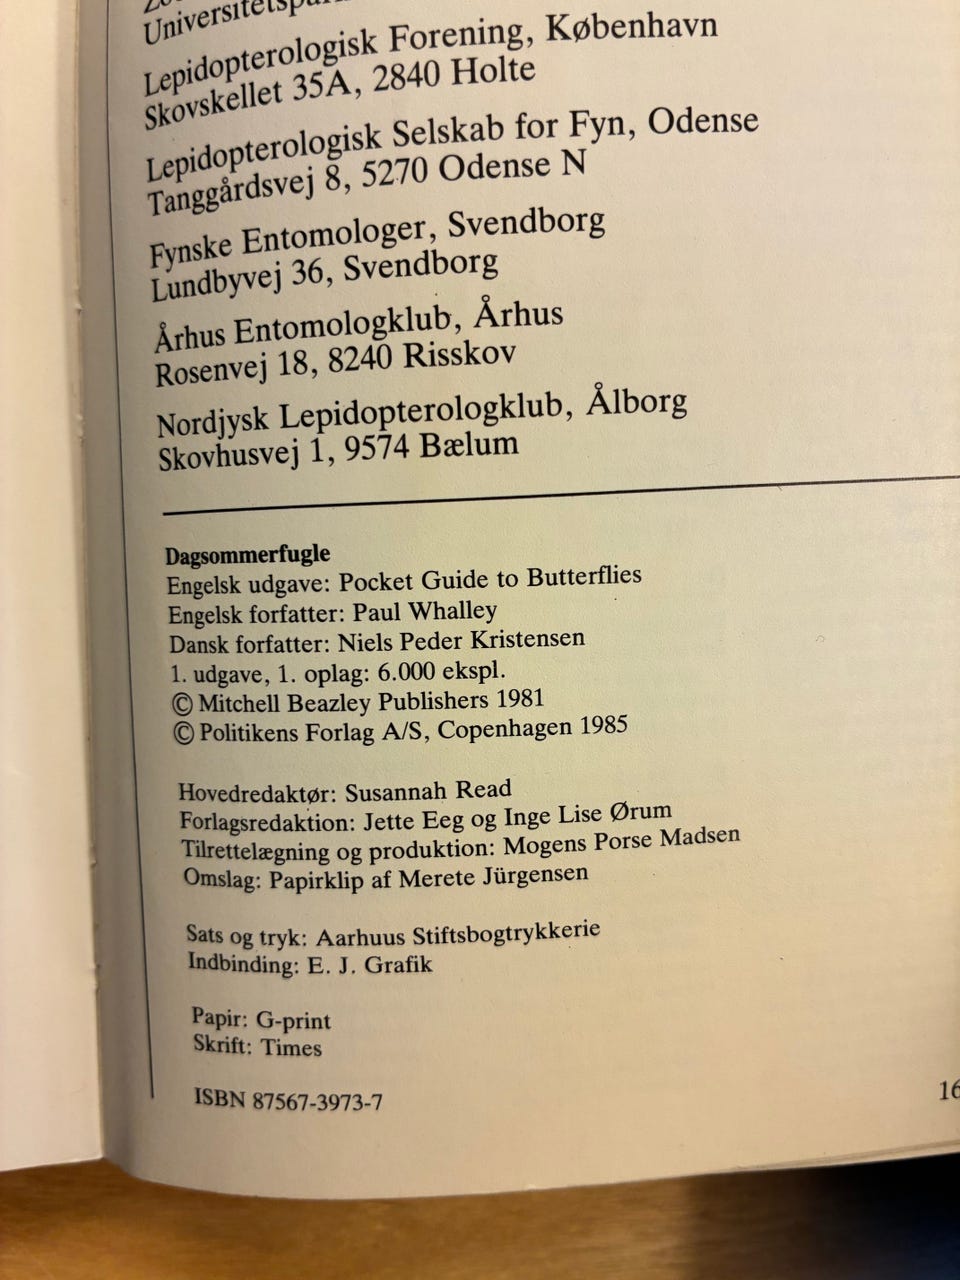 Lepidopterologisk Forening, København
Skovskellet 35A, 2840 Holte
Lepidopterologisk Selskab for Fyn, Odense
Tanggårdsvej 8, 5270 Odense N
Fynske Entomologer, Svendborg
Lundbyvej 36, Svendborg
Århus Entomologklub, Århus
Rosenvej 18, 8240 Risskov
Nordjysk Lepidopterologklub, Ålborg
Skovhusvej 1, 9574 Bælum
Dagsommerfugle
Engelsk udgave: Pocket Guide to Butterflies
Engelsk forfatter: Paul Whalley
Dansk forfatter: Niels Peder Kristensen
1. udgave, 1. oplag: 6.000 ekspl.
© Mitchell Beazley Publishers 1981
© Politikens Forlag A/S, Copenhagen 1985
Hovedredaktør: Susannah Read
Forlagsredaktion: Jette Eeg og Inge Lise Ørum
Tilrettelægning og produktion: Mogens Porse Madsen
Omslag: Papirklip af Merete Jürgensen
Sats og tryk: Aarhuus Stiftsbogtrykkerie
Indbinding: E. J. Grafik
Papir: G-print
Skrift: Times
ISBN 87567-3973-7